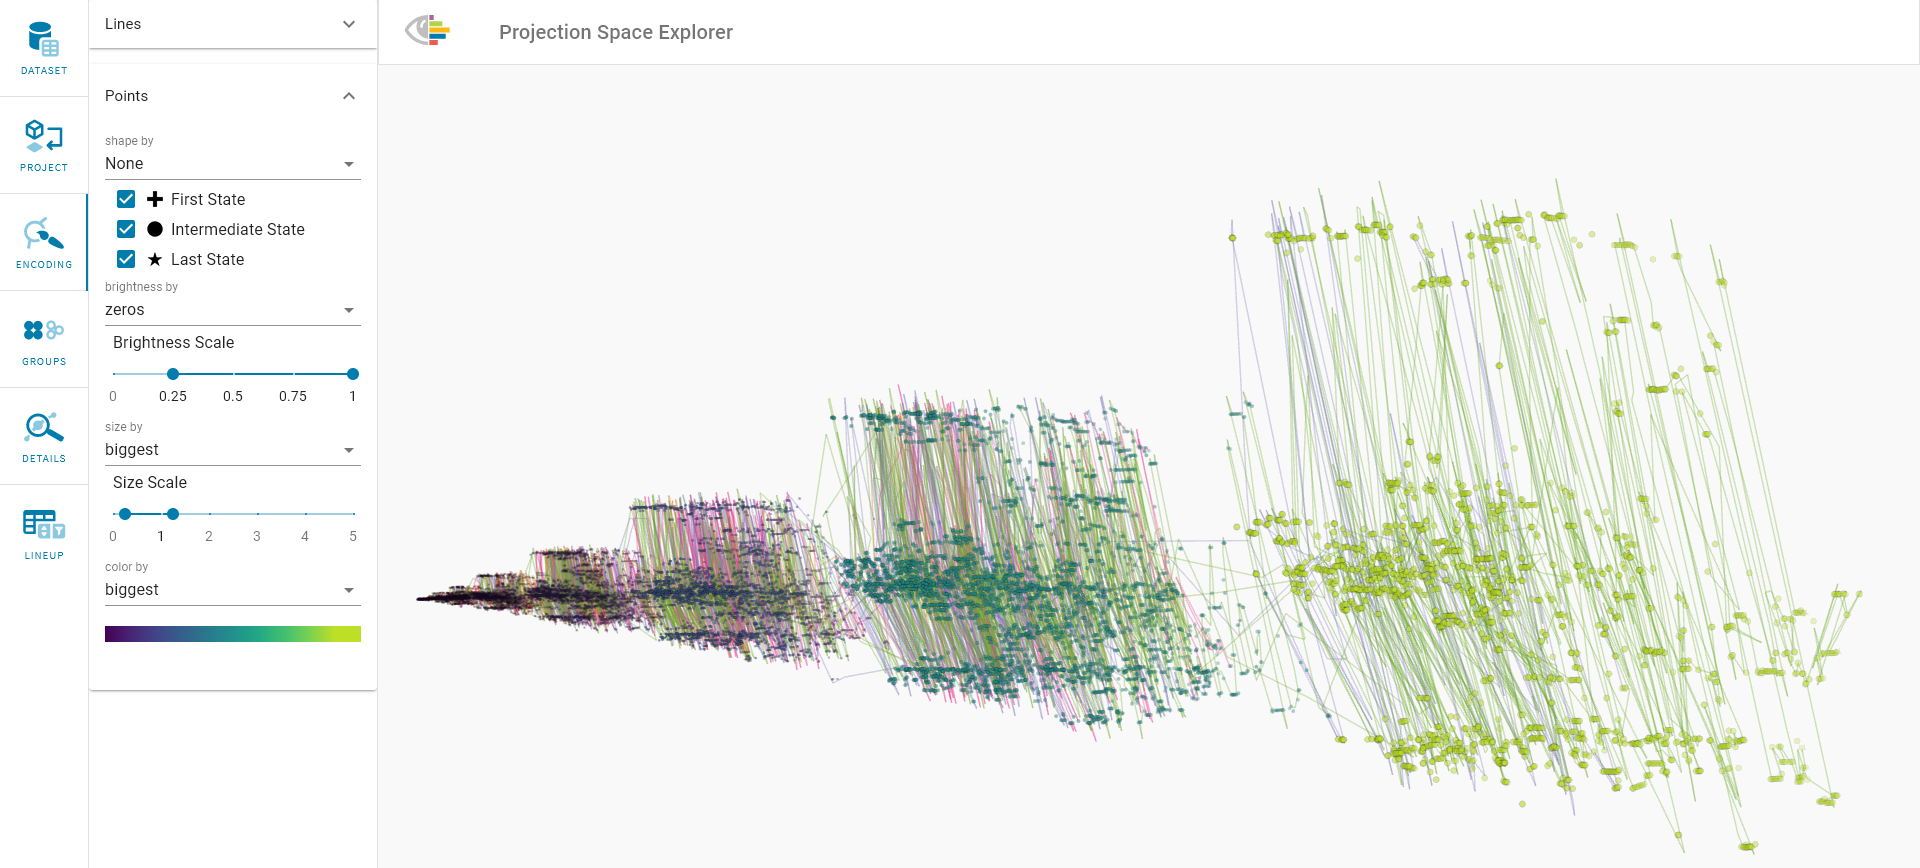 DATASET
PROJECT
ENCODING
GROUPS
DETAILS
LINEUP
Lines
Points
shape by
None
First State
Intermediate State
Last State
brightness by
zeros
Brightness Scale
0 0.25 0.5 0.75 1
size by
biggest
Size Scale
0 1 2 3 4 5
color by
biggest
Projection Space Explorer